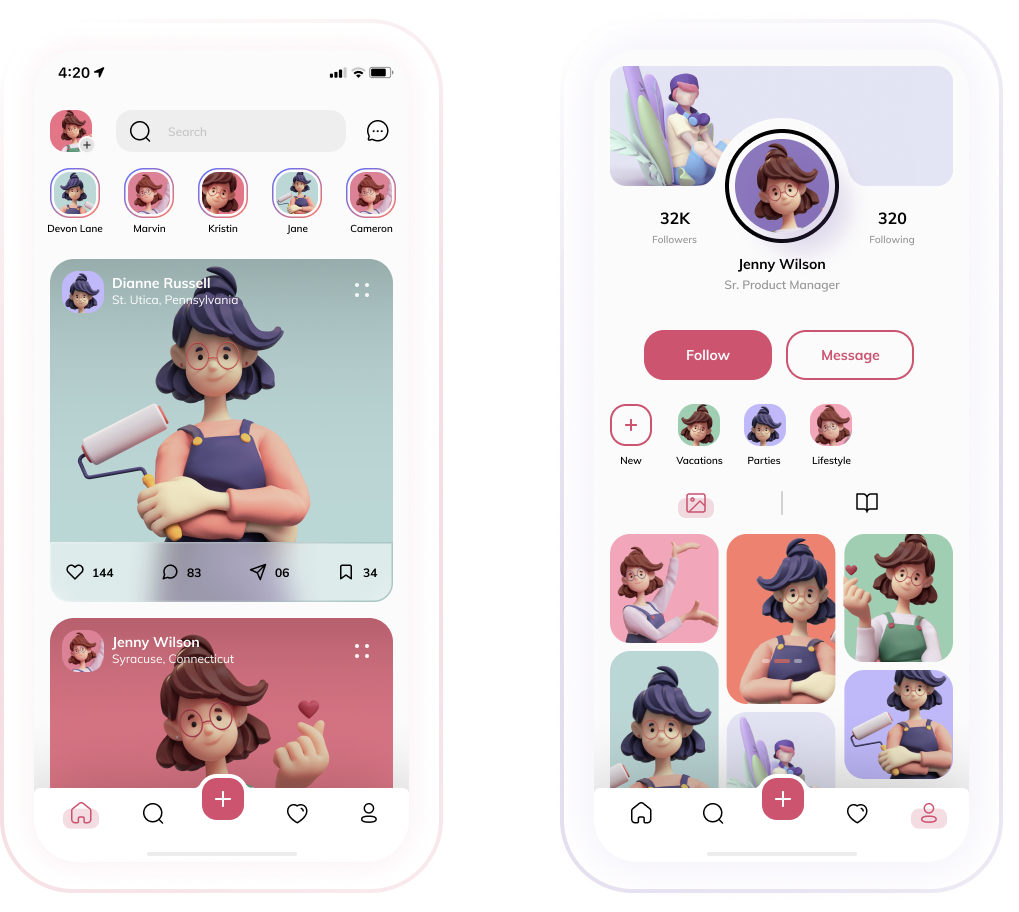 4:20
Search
Devon Lane
Marvin
Kristin
Jane
Cameron
Dianne Russell
St. Utica, Pennsylvania
144
83
06
34
Jenny Wilson
Syracuse, Connecticut
32K
Followers
320
Following
Jenny Wilson
Sr. Product Manager
Follow
Message
New
Vacations
Parties
Lifestyle